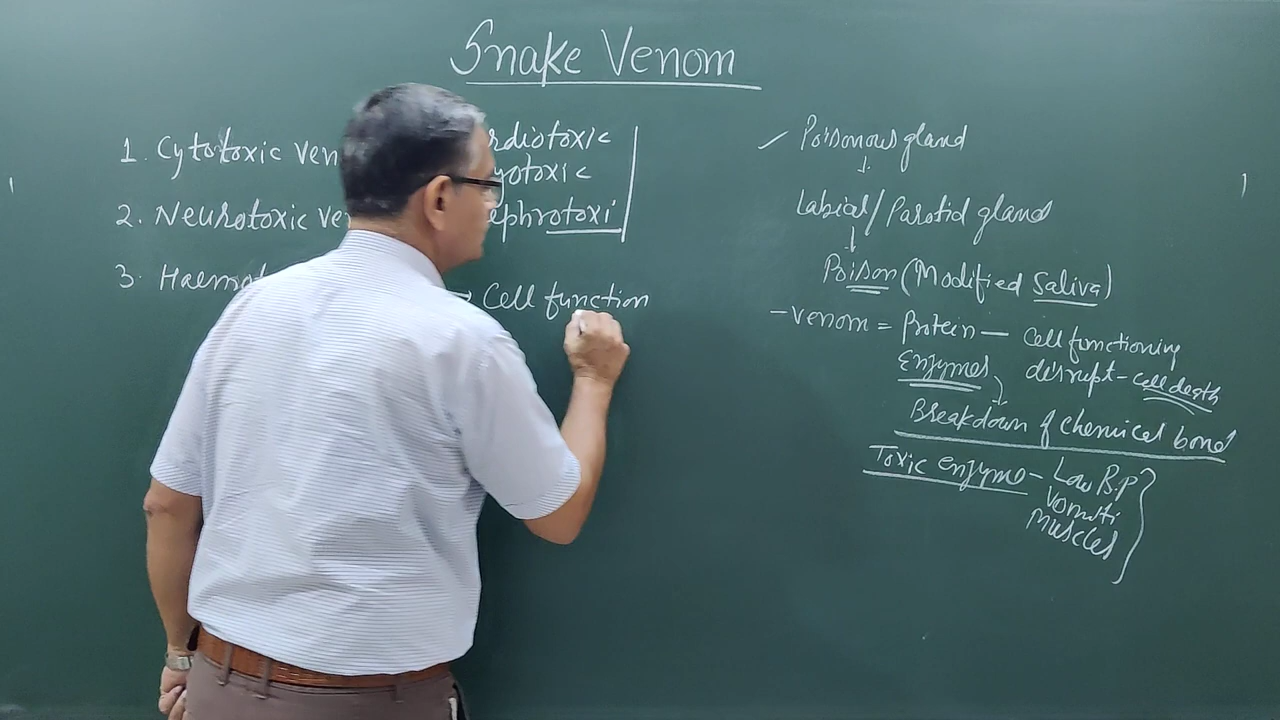 Snake Venom
1. Cytotoxic Ven
rdiotoxic
yotoxic
2. Neurotoxic Ve
ephrotoxi
3. Haemot
→ Cell function
✓ Poisonous gland
↓
Labial/Parotid gland
↓
Poison (Modified Saliva)
- Venom = Protein — Cell functioning
Enzymes disrupt - Cell death
Breakdown of chemical bond
Toxic enzyme - Low B.P
Vomiti
Muscles